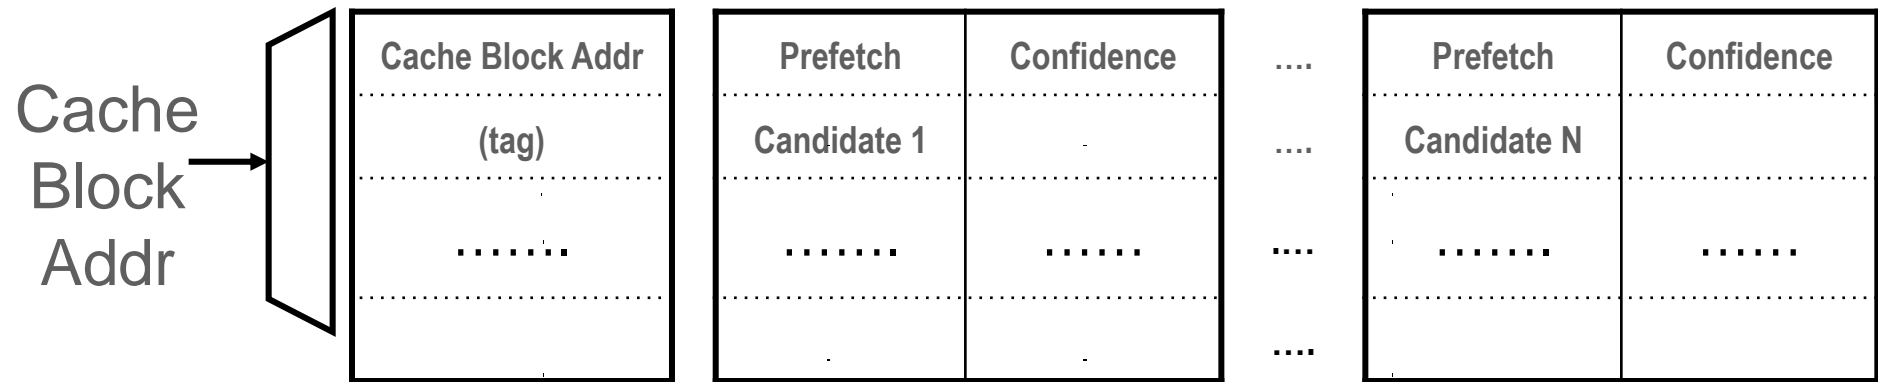 Cache
Block
Addr
Cache Block Addr Prefetch Confidence .... Prefetch Confidence
(tag) Candidate 1 .... Candidate N
....... ....... ...... .... ....... ......
....